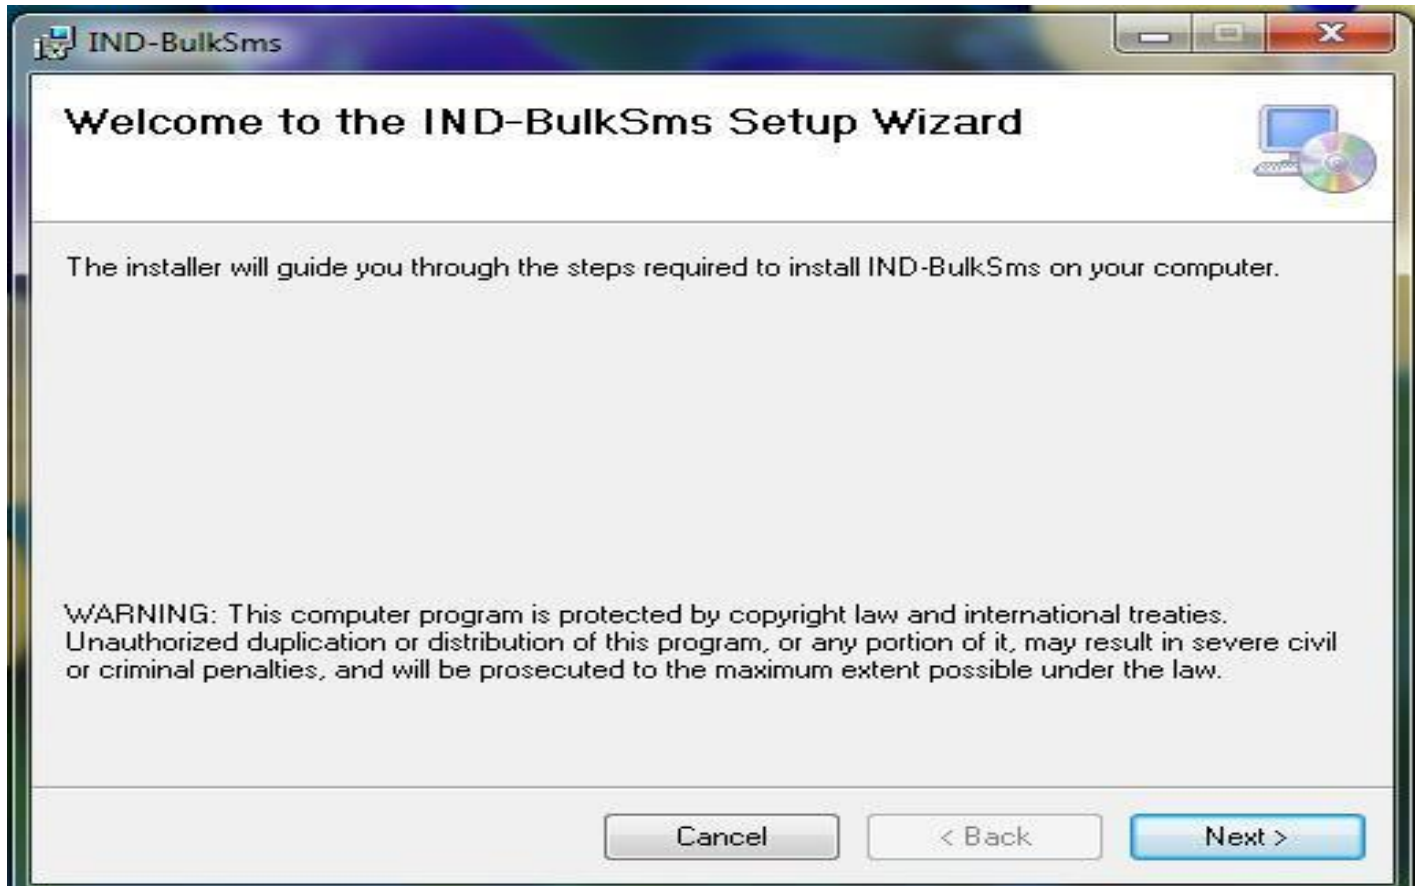 IND-BulkSms
Welcome to the IND-BulkSms Setup Wizard
The installer will guide you through the steps required to install IND-BulkSms on your computer.
WARNING: This computer program is protected by copyright law and international treaties.
Unauthorized duplication or distribution of this program, or any portion of it, may result in severe civil
or criminal penalties, and will be prosecuted to the maximum extent possible under the law.
Cancel
< Back
Next >